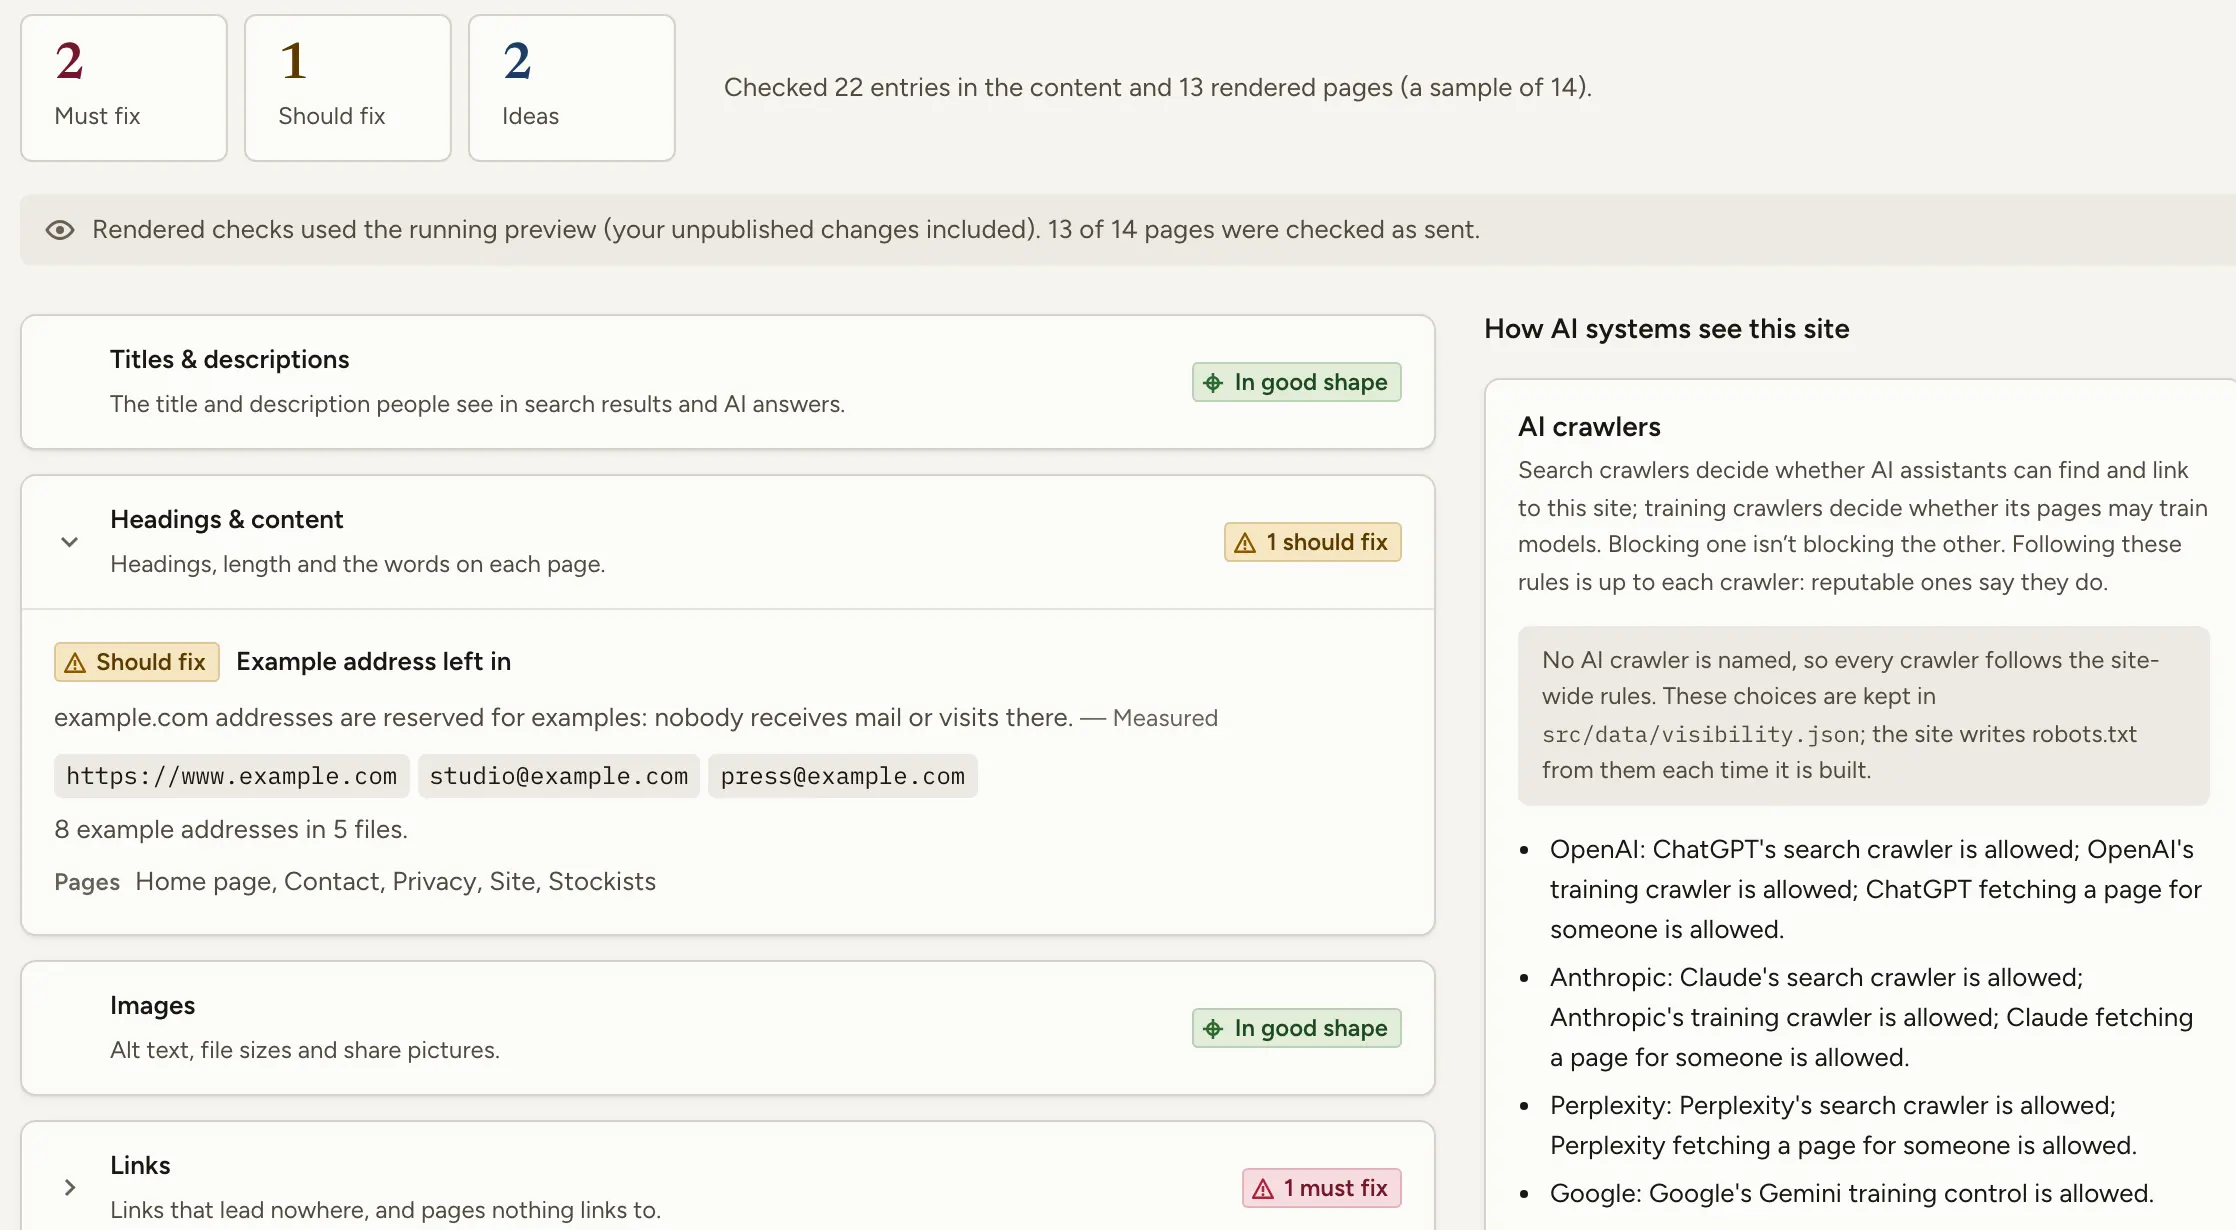 2
Must fix
1
Should fix
2
Ideas
Checked 22 entries in the content and 13 rendered pages (a sample of 14).
Rendered checks used the running preview (your unpublished changes included). 13 of 14 pages were checked as sent.
Titles & descriptions
The title and description people see in search results and AI answers.
In good shape
Headings & content
Headings, length and the words on each page.
1 should fix
Should fix
Example address left in
example.com addresses are reserved for examples: nobody receives mail or visits there. — Measured
https://www.example.com studio@example.com press@example.com
8 example addresses in 5 files.
Pages Home page, Contact, Privacy, Site, Stockists
Images
Alt text, file sizes and share pictures.
In good shape
Links
Links that lead nowhere, and pages nothing links to.
1 must fix
How AI systems see this site
AI crawlers
Search crawlers decide whether AI assistants can find and link
to this site; training crawlers decide whether its pages may train
models. Blocking one isn’t blocking the other. Following these
rules is up to each crawler: reputable ones say they do.
No AI crawler is named, so every crawler follows the site-
wide rules. These choices are kept in
src/data/visibility.json; the site writes robots.txt
from them each time it is built.
• OpenAI: ChatGPT's search crawler is allowed; OpenAI's
training crawler is allowed; ChatGPT fetching a page for
someone is allowed.
• Anthropic: Claude's search crawler is allowed;
Anthropic's training crawler is allowed; Claude fetching
a page for someone is allowed.
• Perplexity: Perplexity's search crawler is allowed;
Perplexity fetching a page for someone is allowed.
• Google: Google's Gemini training control is allowed.